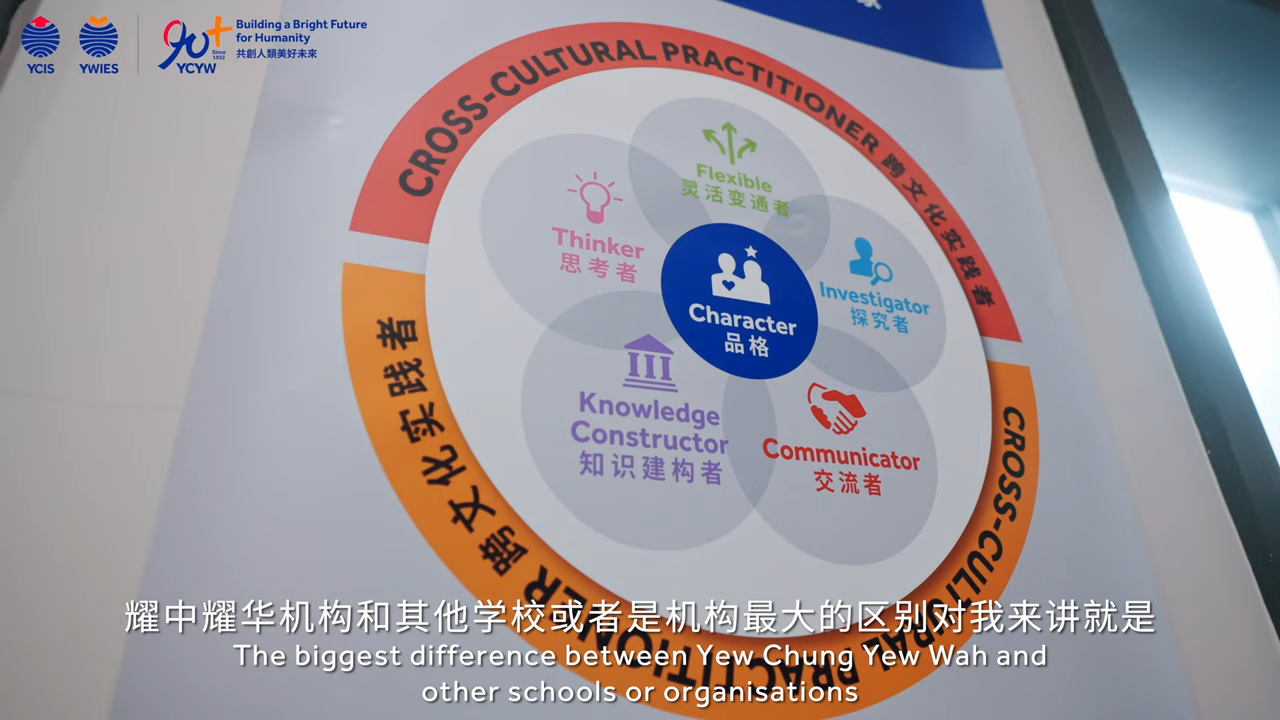 YCIS
YWIES
90+
Since
1932
YCYW
Building a Bright Future
for Humanity
共創人類美好未來
CROSS-CULTURAL PRACTITIONER 跨文化实践者
Flexible
灵活变通者
Thinker
思考者
Investigator
探究者
Character
品格
Knowledge
Constructor
知识建构者
Communicator
交流者
CROSS-CULTURAL PRACTITIONER 跨文化实践者
耀中耀华机构和其他学校或者是机构最大的区别对我来讲就是
The biggest difference between Yew Chung Yew Wah and
other schools or organisations